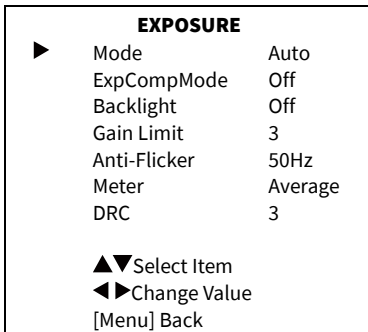 EXPOSURE
▶ Mode Auto
ExpCompMode Off
Backlight Off
Gain Limit 3
Anti-Flicker 50Hz
Meter Average
DRC 3
▲▼Select Item
◀ ▶Change Value
[Menu] Back